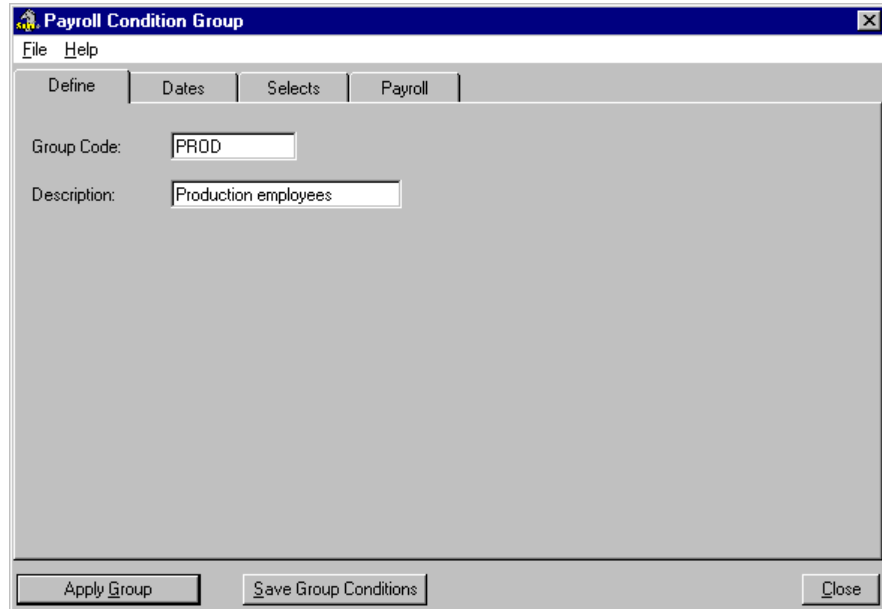 Payroll Condition Group
File Help
Define Dates Selects Payroll
Group Code: PROD
Description: Production employees
Apply Group Save Group Conditions Close